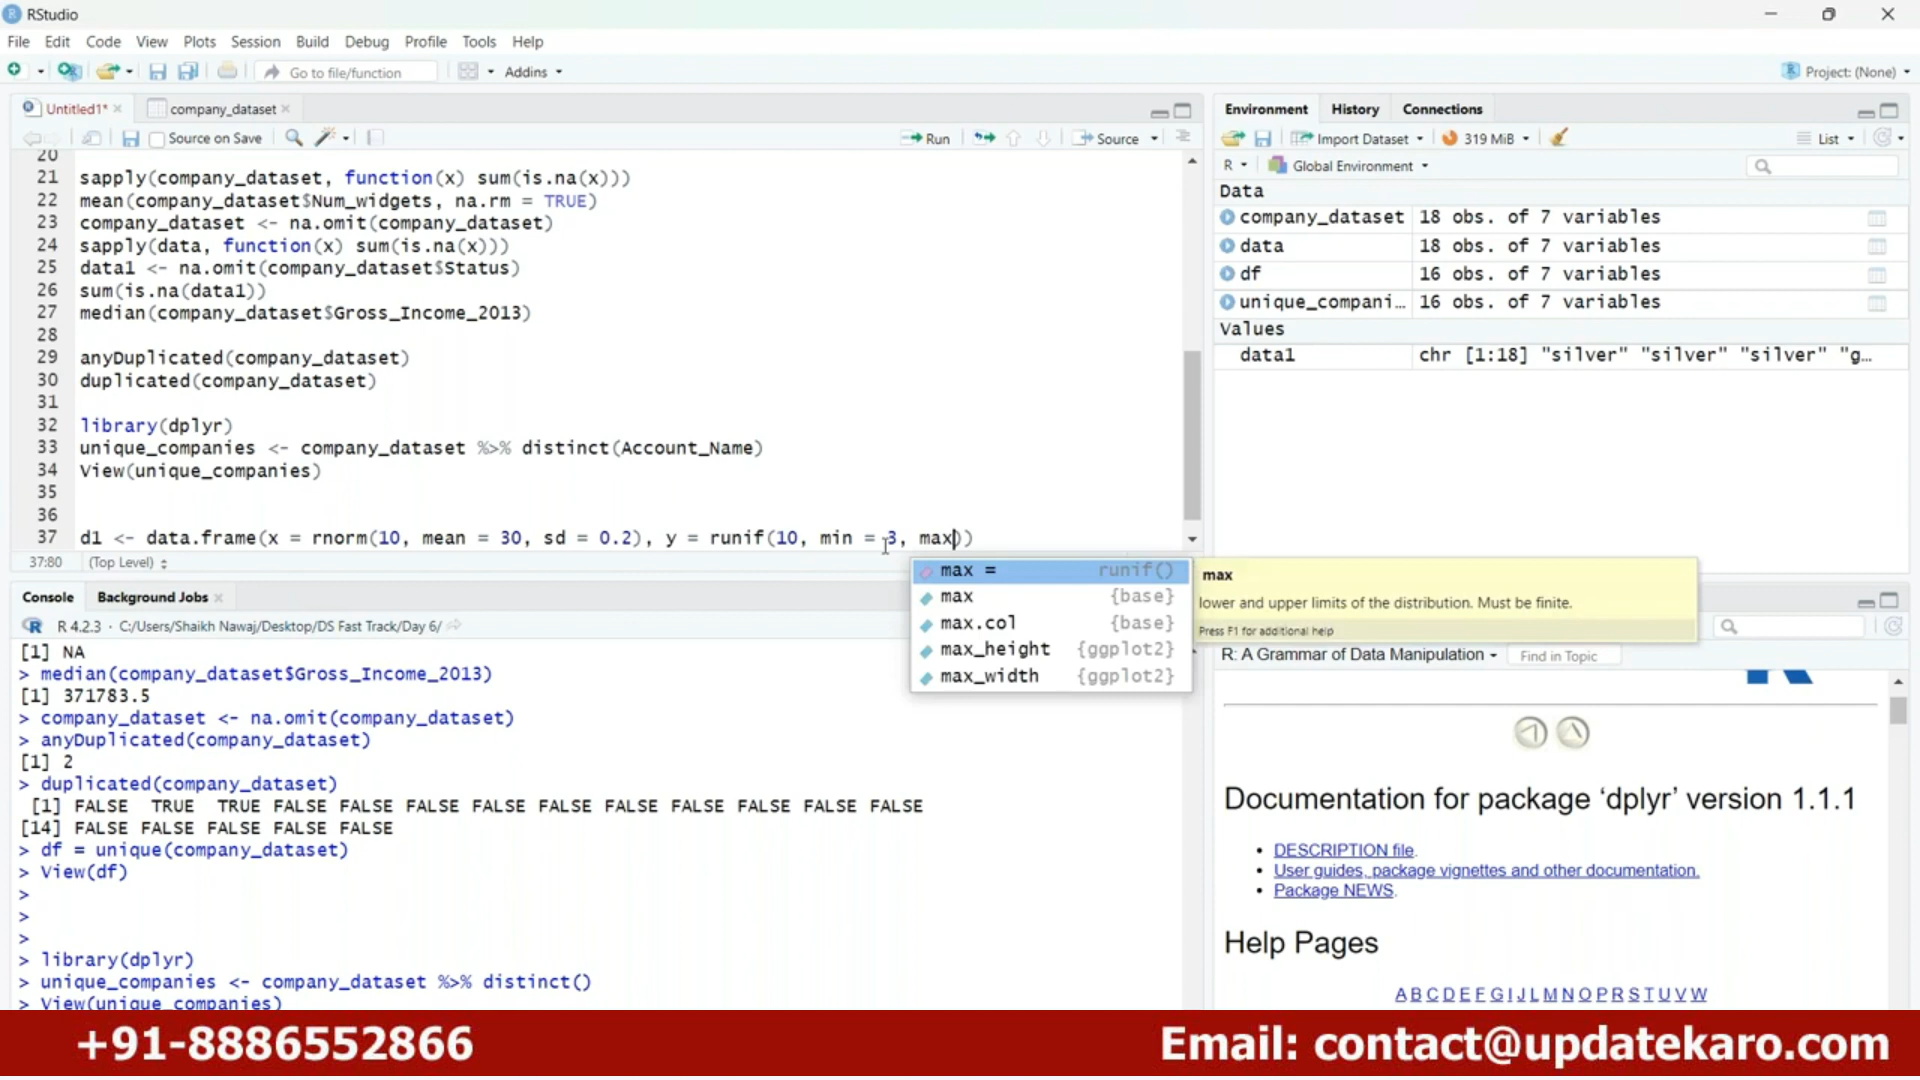 RStudio
File Edit Code View Plots Session Build Debug Profile Tools Help
Go to file/function Addins Project: (None)
Untitled1* company_dataset
Source on Save Run Source
20
21 sapply(company_dataset, function(x) sum(is.na(x)))
22 mean(company_dataset$Num_widgets, na.rm = TRUE)
23 company_dataset <- na.omit(company_dataset)
24 sapply(data, function(x) sum(is.na(x)))
25 data1 <- na.omit(company_dataset$Status)
26 sum(is.na(data1))
27 median(company_dataset$Gross_Income_2013)
28
29 anyDuplicated(company_dataset)
30 duplicated(company_dataset)
31
32 library(dplyr)
33 unique_companies <- company_dataset %>% distinct(Account_Name)
34 View(unique_companies)
35
36
37 d1 <- data.frame(x = rnorm(10, mean = 30, sd = 0.2), y = runif(10, min = 3, max))
37:80 (Top Level)
max = runif()
max {base}
max.col {base}
max_height {ggplot2}
max_width {ggplot2}
max
lower and upper limits of the distribution. Must be finite.
Press F1 for additional help
Console Background Jobs
R 4.2.3 · C:/Users/Shaikh Nawaj/Desktop/DS Fast Track/Day 6/
[1] NA
> median(company_dataset$Gross_Income_2013)
[1] 371783.5
> company_dataset <- na.omit(company_dataset)
> anyDuplicated(company_dataset)
[1] 2
> duplicated(company_dataset)
[1] FALSE TRUE TRUE FALSE FALSE FALSE FALSE FALSE FALSE FALSE FALSE FALSE FALSE
[14] FALSE FALSE FALSE FALSE FALSE
> df = unique(company_dataset)
> View(df)
>
>
>
> library(dplyr)
> unique_companies <- company_dataset %>% distinct()
> View(unique_companies)
Environment History Connections
Import Dataset 319 MiB List
R Global Environment
Data
company_dataset 18 obs. of 7 variables
data 18 obs. of 7 variables
df 16 obs. of 7 variables
unique_compani… 16 obs. of 7 variables
Values
data1 chr [1:18] "silver" "silver" "silver" "g…
R: A Grammar of Data Manipulation Find in Topic
Documentation for package ‘dplyr’ version 1.1.1
• DESCRIPTION file.
• User guides, package vignettes and other documentation.
• Package NEWS.
Help Pages
A B C D E F G I J L M N O P R S T U V W
+91-8886552866 Email: contact@updatekaro.com